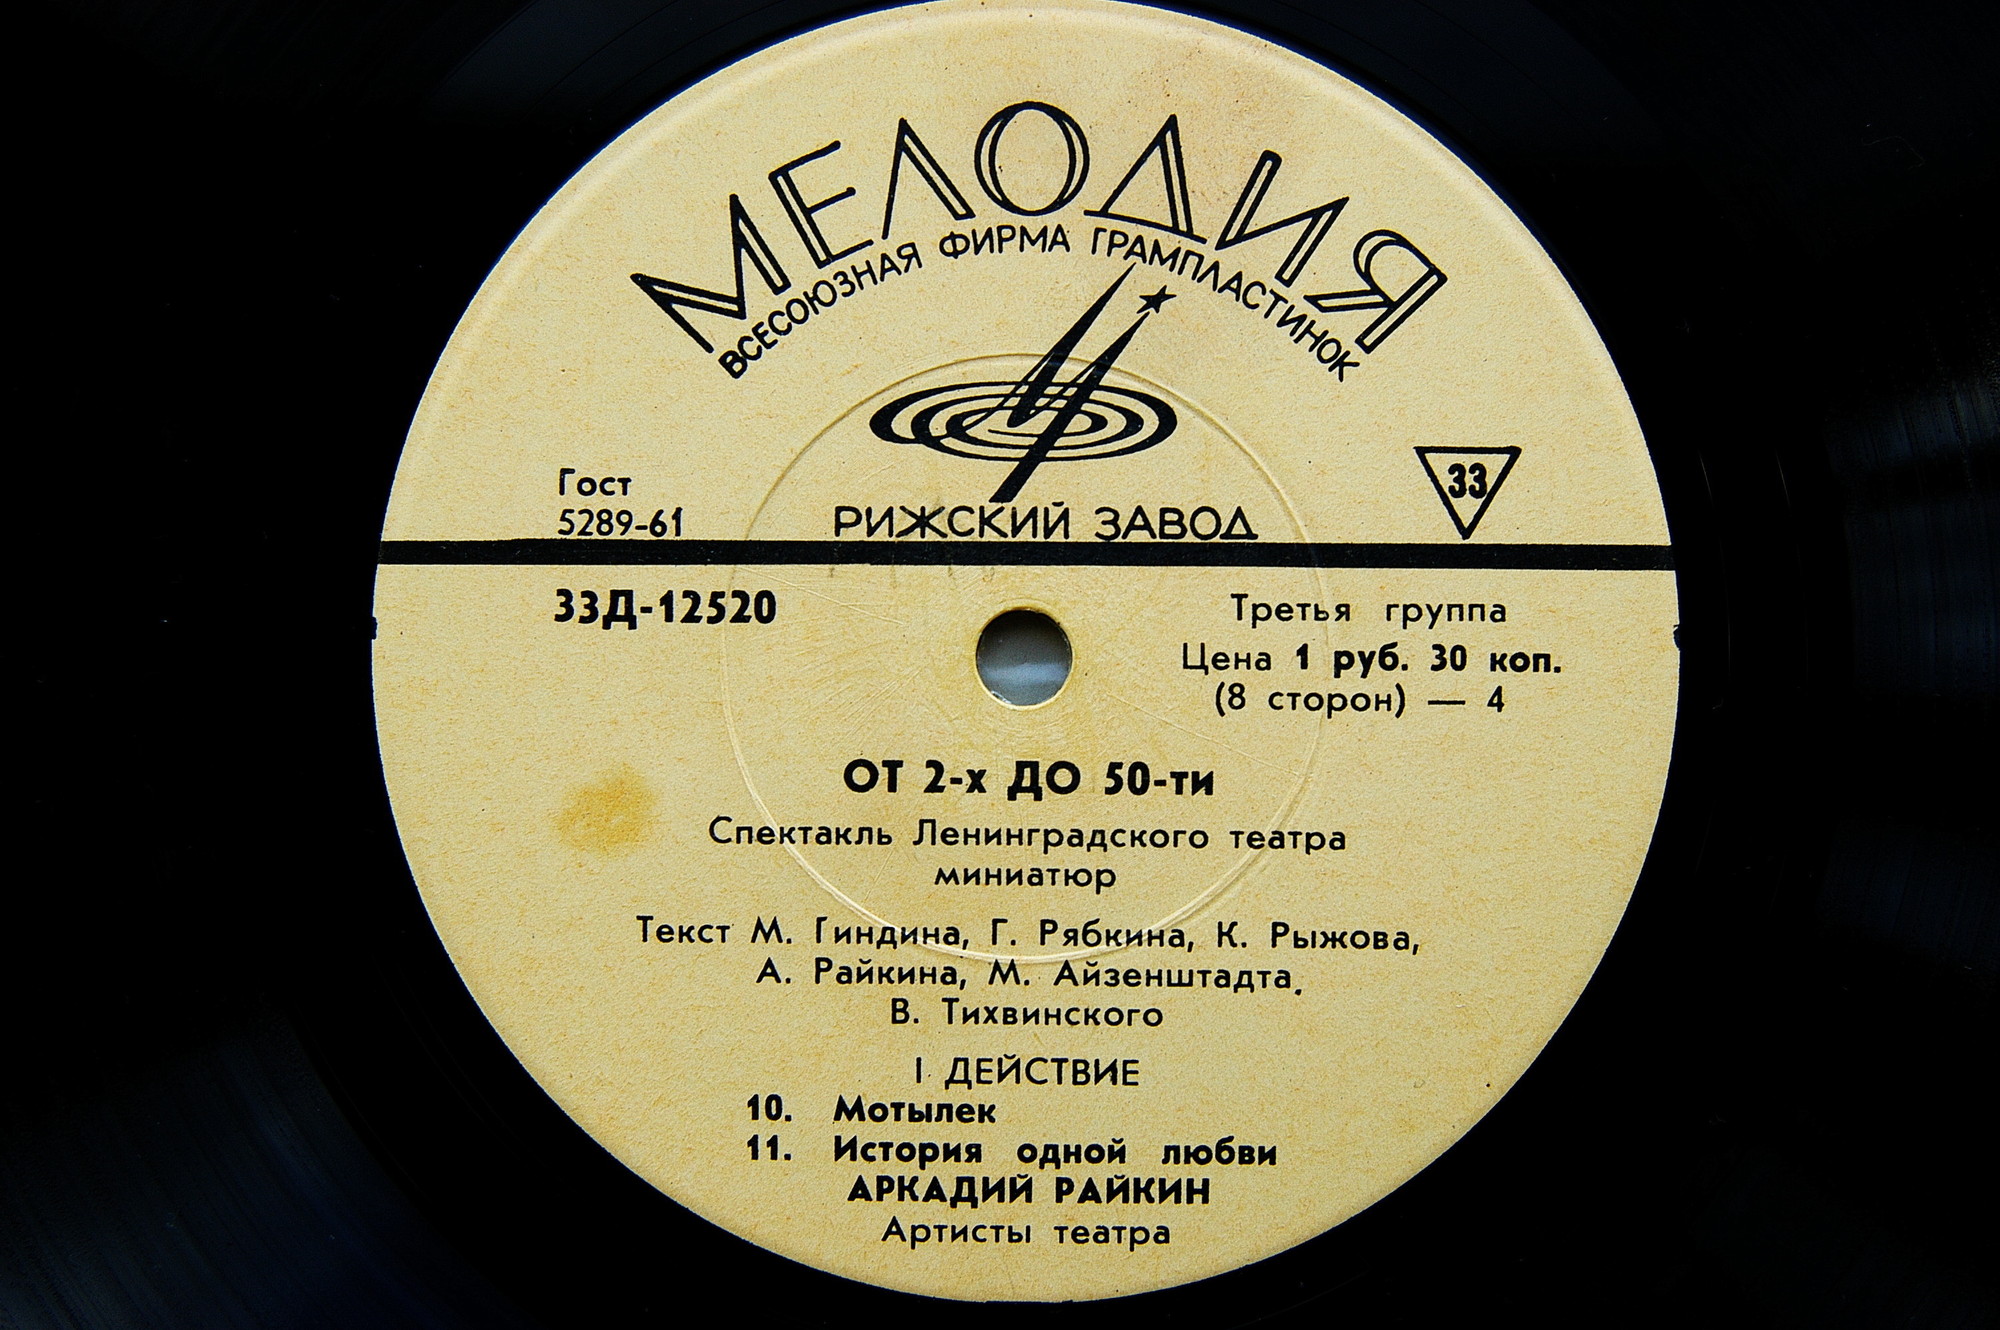 МЕЛОДИЯ
ВСЕСОЮЗНАЯ ФИРМА ГРАМПЛАСТИНОК
Гост
5289-61
РИЖСКИЙ ЗАВОД
33
33Д-12520
Третья группа
Цена 1 руб. 30 коп.
(8 сторон) — 4
ОТ 2-х ДО 50-ти
Спектакль Ленинградского театра
миниатюр
Текст М. Гиндина, Г. Рябкина, К. Рыжова,
А. Райкина, М. Айзенштадта,
В. Тихвинского
I ДЕЙСТВИЕ
10. Мотылек
11. История одной любви
АРКАДИЙ РАЙКИН
Артисты театра